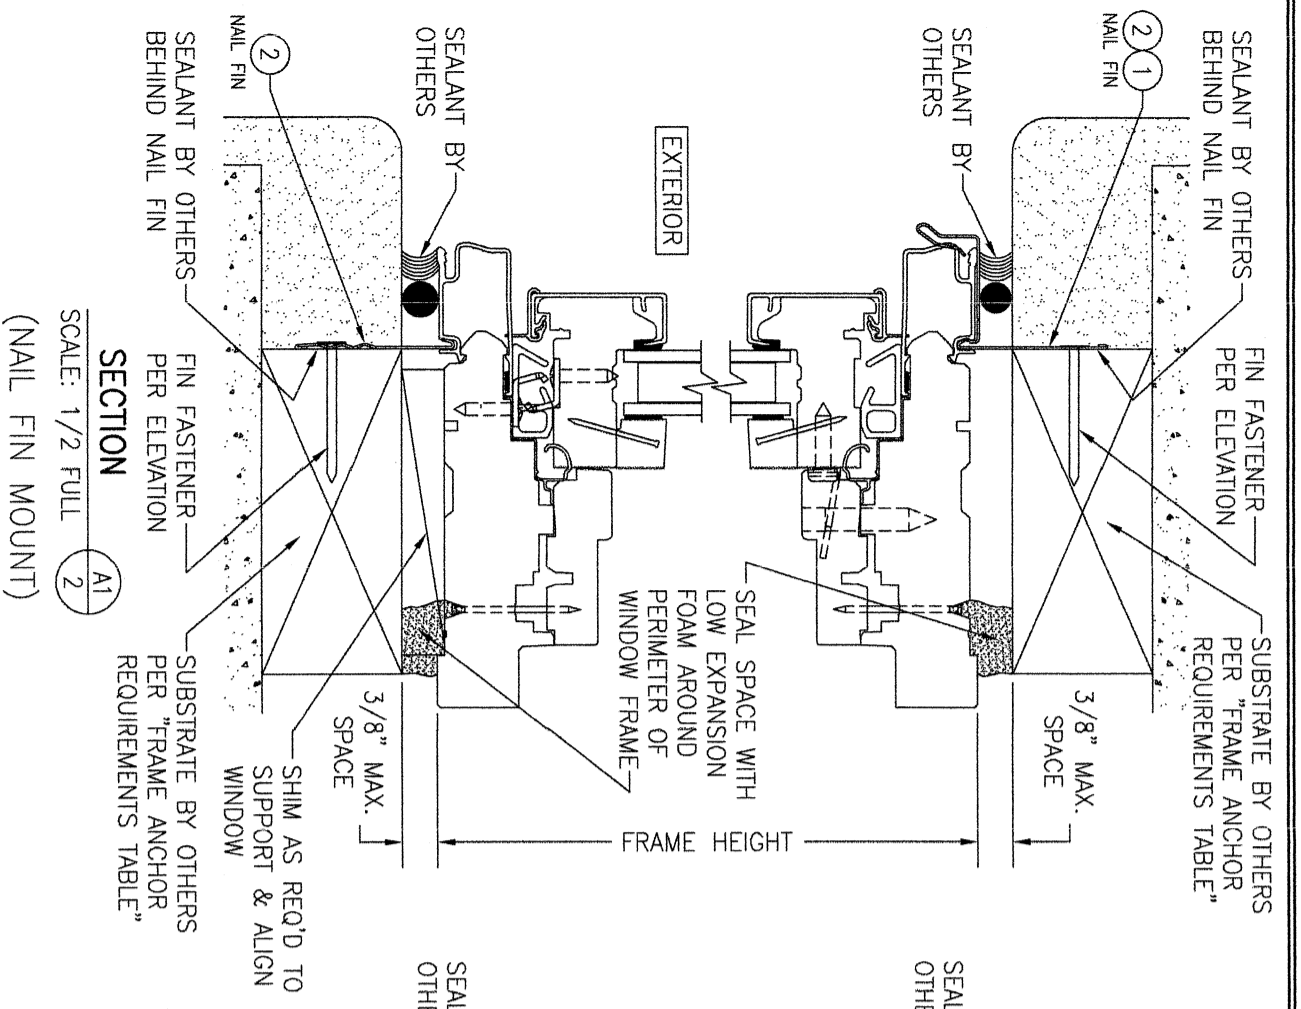 SEALANT BY OTHERS
BEHIND NAIL FIN
FIN FASTENER
PER ELEVATION
SUBSTRATE BY OTHERS
PER "FRAME ANCHOR
REQUIREMENTS TABLE"
2 1
NAIL FIN
3/8" MAX.
SPACE
SEALANT BY
OTHERS
SEAL
OTHE
SEAL SPACE WITH
LOW EXPANSION
FOAM AROUND
PERIMETER OF
WINDOW FRAME
EXTERIOR
FRAME HEIGHT
SEALANT BY
OTHERS
SEAL
OTHE
3/8" MAX.
SPACE
SHIM AS REQ'D TO
SUPPORT & ALIGN
WINDOW
2
NAIL FIN
SEALANT BY OTHERS
BEHIND NAIL FIN
FIN FASTENER
PER ELEVATION
SUBSTRATE BY OTHERS
PER "FRAME ANCHOR
REQUIREMENTS TABLE"
SECTION
A1
2
SCALE: 1/2 FULL
(NAIL FIN MOUNT)